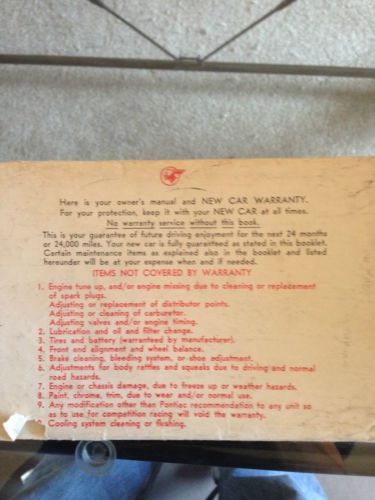 Here is your owner's manual and NEW CAR WARRANTY.
For your protection, keep it with your NEW CAR at all times.
No warranty service without this book.
This is your guarantee of future driving enjoyment for the next 24 months
or 24,000 miles. Your new car is fully guaranteed as stated in this booklet.
Certain maintenance items as explained also in the booklet and listed
hereunder will be at your expense when and if needed.
ITEMS NOT COVERED BY WARRANTY
1. Engine tune up, and/or engine missing due to cleaning or replacement
of spark plugs.
Adjusting or replacement of distributor points.
Adjusting or cleaning of carburetor.
Adjusting valves and/or engine timing.
2. Lubrication and oil and filter change.
3. Tires and battery (warranteed by manufacturer).
4. Front end alignment and wheel balance.
5. Brake cleaning, bleeding system, or shoe adjustment.
6. Adjustments for body rattles and squeaks due to driving and normal
road hazards.
7. Engine or chassis damage, due to freeze up or weather hazards.
8. Paint, chrome, trim, due to wear and/or normal use.
9. Any modification other than Pontiac recommendation to any unit so
as to use for competition racing will void the warranty.
Cooling system cleaning or flushing.